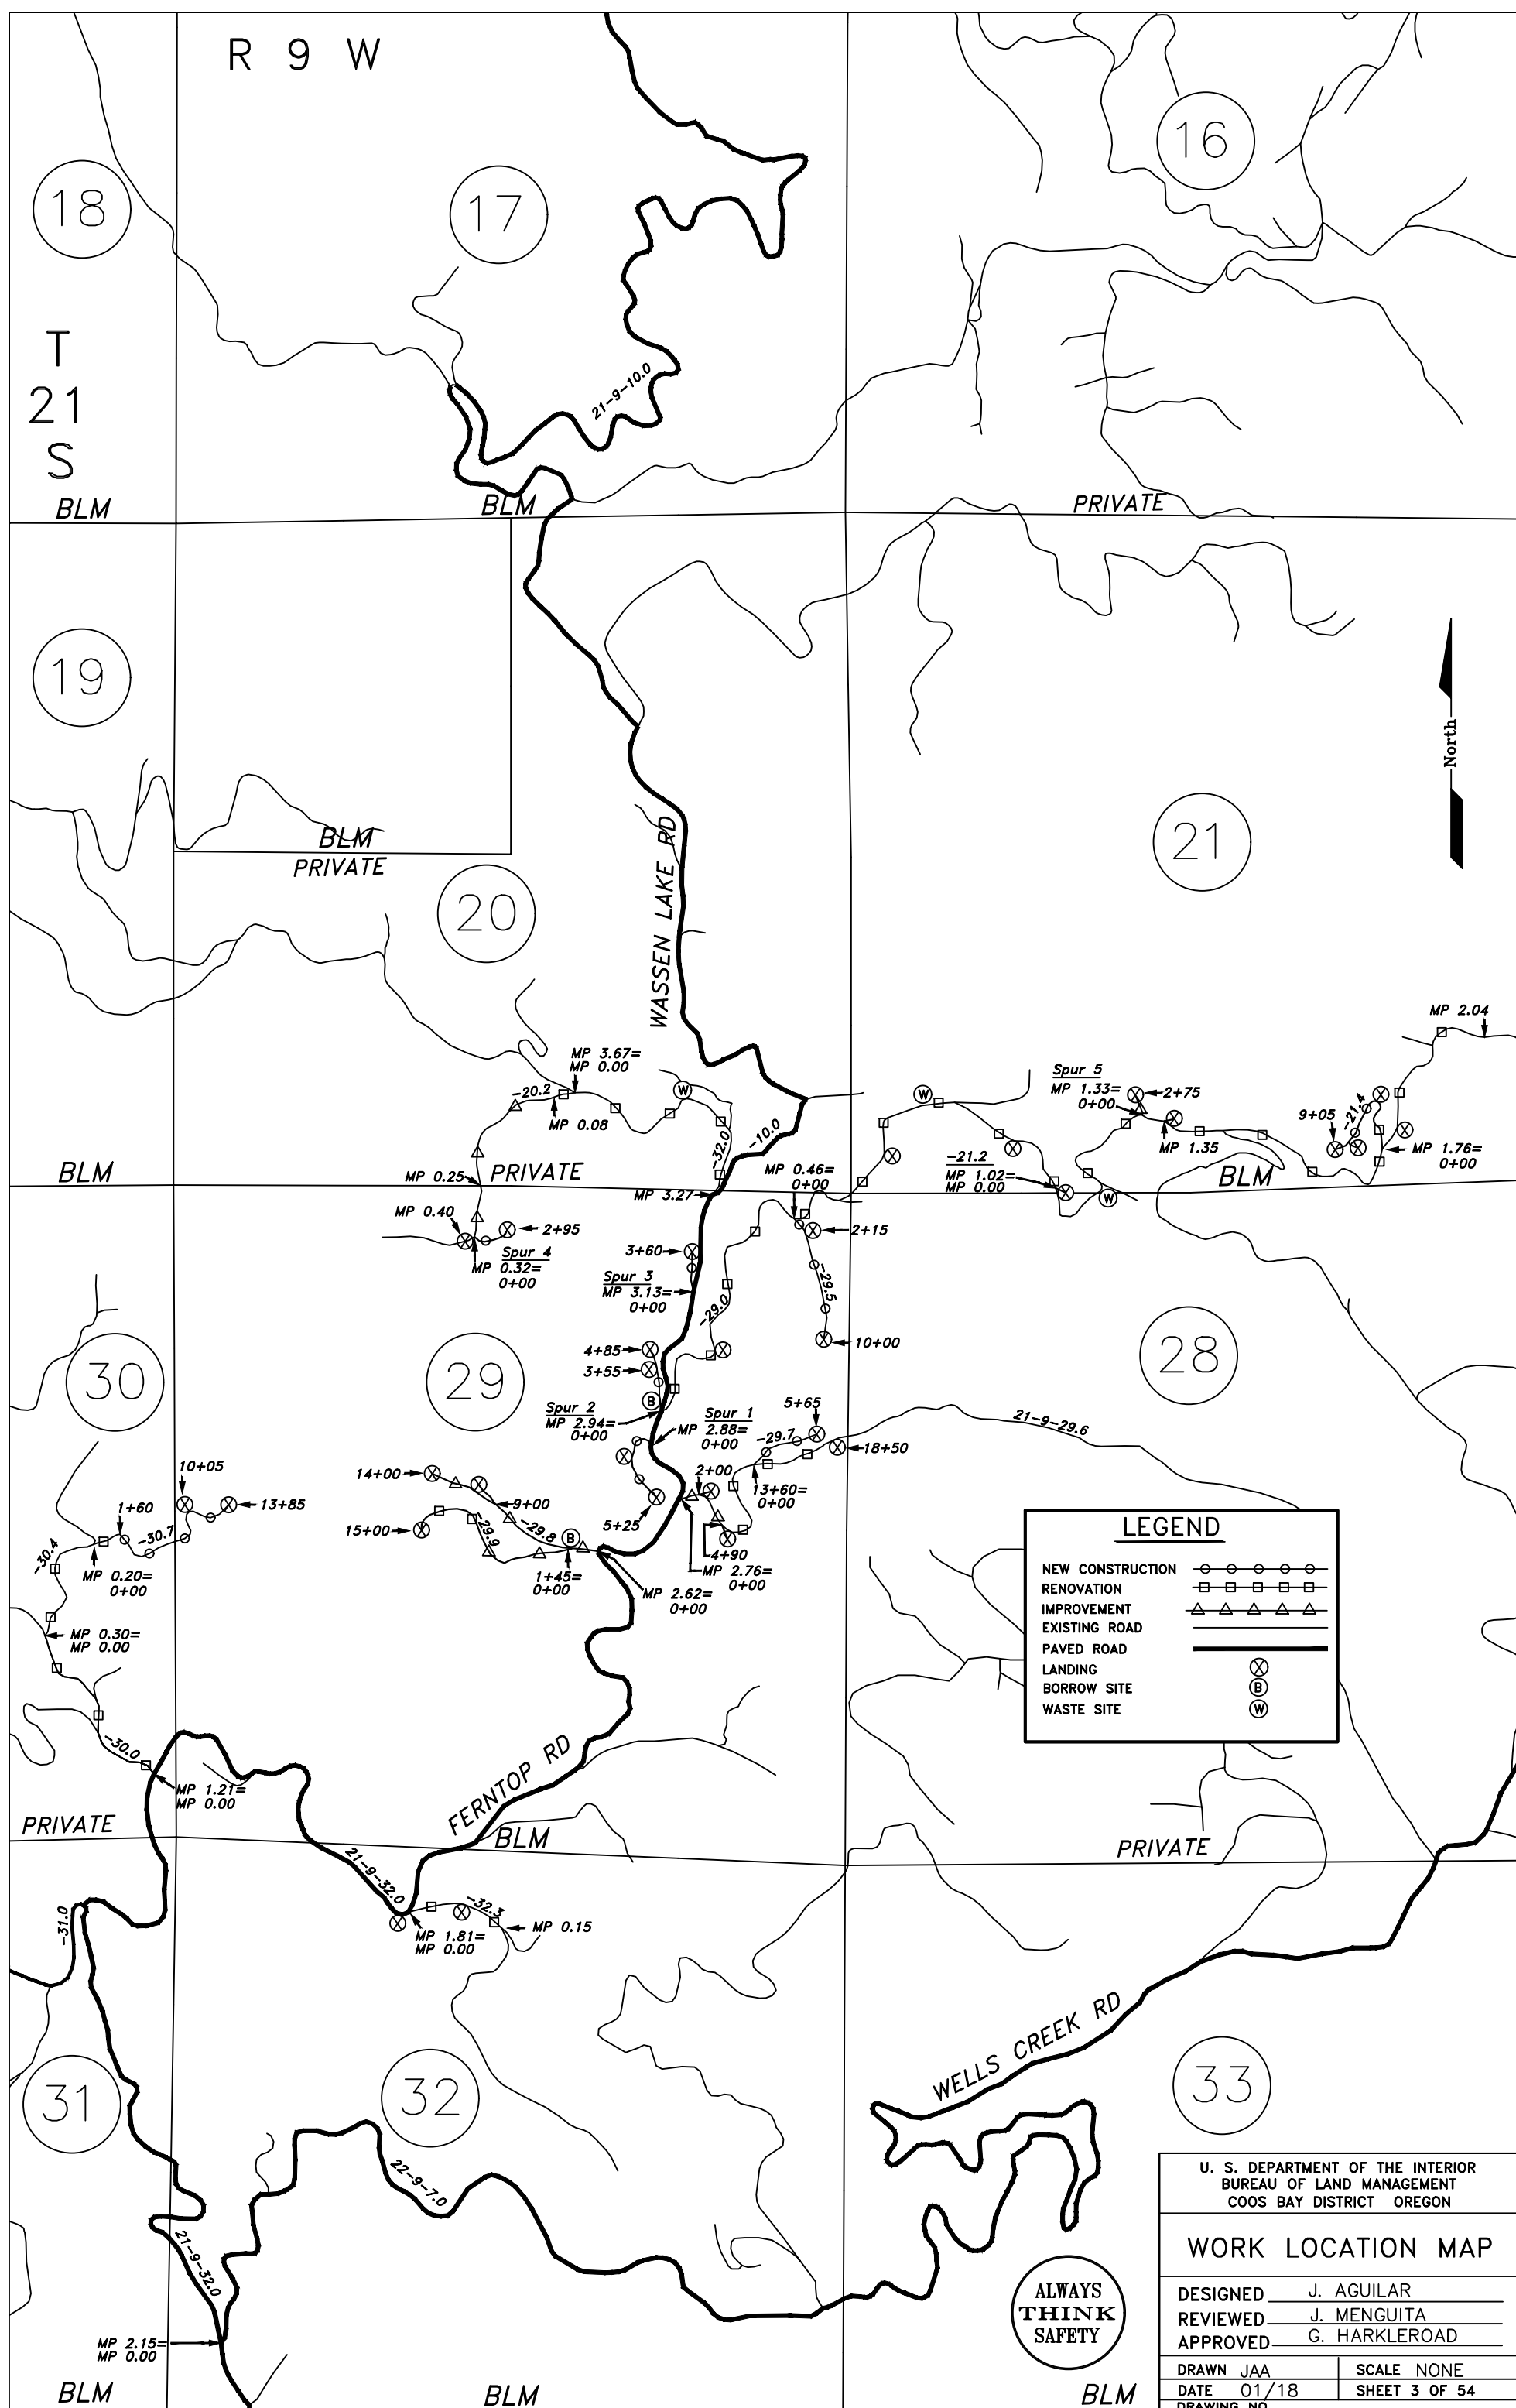 R 9 W
16
18
17
T
21
S
21-9-10.0
BLM
BLM
PRIVATE
19
North
BLM
PRIVATE
21
20
WASSEN LAKE RD
MP 2.04
MP 3.67=
MP 0.00
-20.2
MP 0.08
W
-10.0
-32.0
W
Spur 5
MP 1.33=
0+00
2+75
MP 1.35
9+05
-21.4
MP 1.76=
0+00
BLM
MP 0.25
PRIVATE
MP 3.27
MP 0.46=
0+00
-21.2
MP 1.02=
MP 0.00
W
BLM
MP 0.40
2+95
Spur 4
MP 0.32=
0+00
3+60
Spur 3
MP 3.13=
0+00
2+15
-29.5
-29.0
10+00
30
29
28
4+85
3+55
B
Spur 2
MP 2.94=
0+00
Spur 1
MP 2.88=
0+00
5+65
-29.7
18+50
21-9-29.6
14+00
9+00
2+00
13+60=
0+00
10+05
13+85
1+60
-30.7
-30.4
MP 0.20=
0+00
15+00
-29.9
-29.8
B
5+25
1+45=
0+00
4+90
MP 2.76=
0+00
MP 2.62=
0+00
MP 0.30=
MP 0.00
LEGEND
NEW CONSTRUCTION
RENOVATION
IMPROVEMENT
EXISTING ROAD
PAVED ROAD
LANDING
BORROW SITE B
WASTE SITE W
-30.0
MP 1.21=
MP 0.00
FERNTOP RD
PRIVATE
BLM
PRIVATE
21-9-32.0
-31.0
-32.3
MP 0.15
MP 1.81=
MP 0.00
WELLS CREEK RD
31
32
33
22-9-7.0
21-9-32.0
MP 2.15=
MP 0.00
ALWAYS
THINK
SAFETY
BLM
BLM
BLM
U. S. DEPARTMENT OF THE INTERIOR
BUREAU OF LAND MANAGEMENT
COOS BAY DISTRICT OREGON
WORK LOCATION MAP
DESIGNED J. AGUILAR
REVIEWED J. MENGUITA
APPROVED G. HARKLEROAD
DRAWN JAA SCALE NONE
DATE 01/18 SHEET 3 OF 54
DRAWING NO.